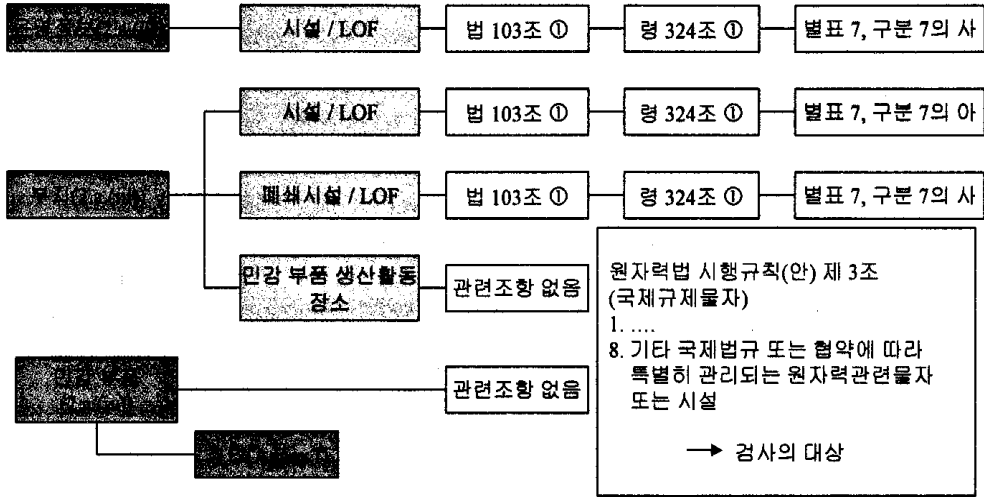 시설 / LOF
법 103조 ①
령 324조 ①
별표 7, 구분 7의 사
시설 / LOF
법 103조 ①
령 324조 ①
별표 7, 구분 7의 아
폐쇄시설 / LOF
법 103조 ①
령 324조 ①
별표 7, 구분 7의 사
민감 부품 생산활동
장소
관련조항 없음
관련조항 없음
원자력법 시행규칙(안) 제 3조
(국제규제물자)
1. ....
8. 기타 국제법규 또는 협약에 따라
특별히 관리되는 원자력관련물자
또는 시설
→ 검사의 대상